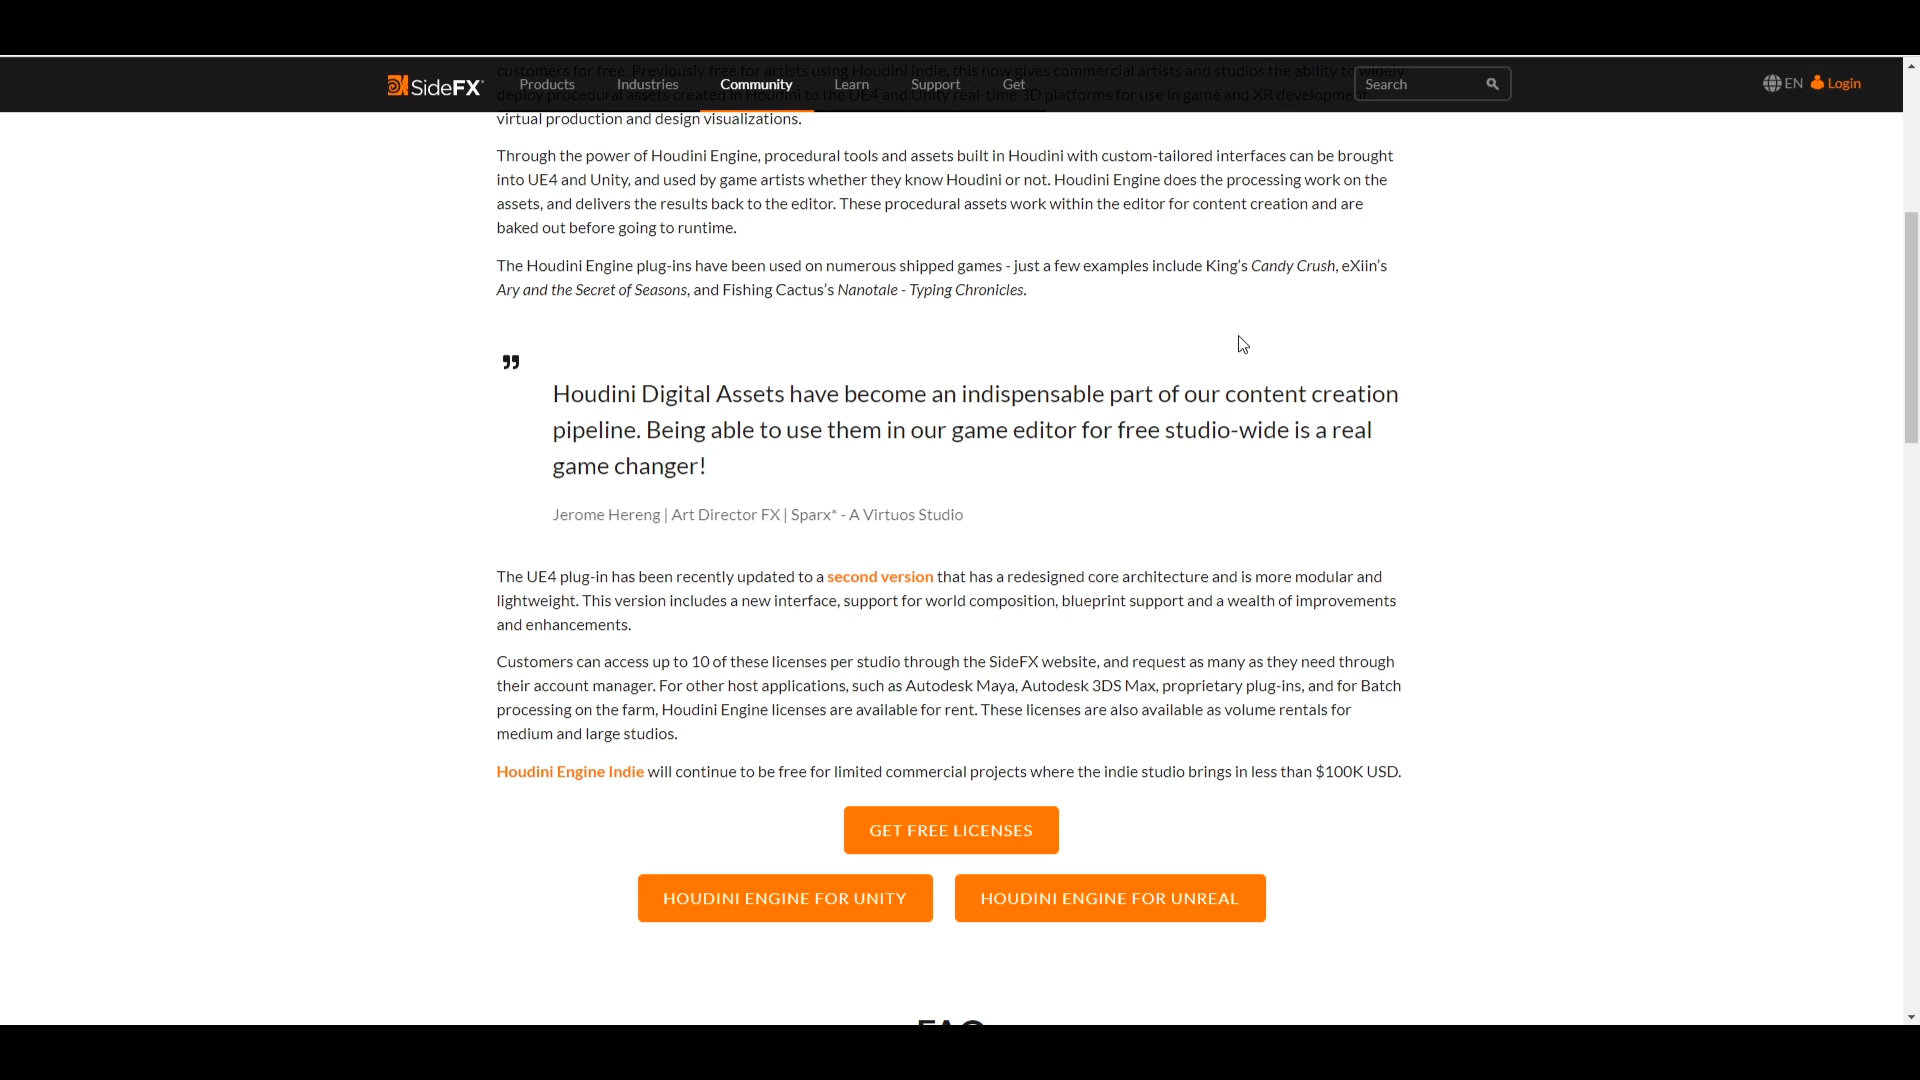 SideFX
Products
Industries
Community
Learn
Support
Get
Search
EN
Login
customers for free. Previously free for artists using Houdini Indie, this now gives commercial artists and studios the ability to widely
deploy procedural assets created in Houdini to the UE4 and Unity real-time 3D platforms for use in game and XR development,
virtual production and design visualizations.
Through the power of Houdini Engine, procedural tools and assets built in Houdini with custom-tailored interfaces can be brought
into UE4 and Unity, and used by game artists whether they know Houdini or not. Houdini Engine does the processing work on the
assets, and delivers the results back to the editor. These procedural assets work within the editor for content creation and are
baked out before going to runtime.
The Houdini Engine plug-ins have been used on numerous shipped games - just a few examples include King's Candy Crush, eXiin's
Ary and the Secret of Seasons, and Fishing Cactus's Nanotale - Typing Chronicles.
”
Houdini Digital Assets have become an indispensable part of our content creation
pipeline. Being able to use them in our game editor for free studio-wide is a real
game changer!
Jerome Hereng | Art Director FX | Sparx* - A Virtuos Studio
The UE4 plug-in has been recently updated to a second version that has a redesigned core architecture and is more modular and
lightweight. This version includes a new interface, support for world composition, blueprint support and a wealth of improvements
and enhancements.
Customers can access up to 10 of these licenses per studio through the SideFX website, and request as many as they need through
their account manager. For other host applications, such as Autodesk Maya, Autodesk 3DS Max, proprietary plug-ins, and for Batch
processing on the farm, Houdini Engine licenses are available for rent. These licenses are also available as volume rentals for
medium and large studios.
Houdini Engine Indie will continue to be free for limited commercial projects where the indie studio brings in less than $100K USD.
GET FREE LICENSES
HOUDINI ENGINE FOR UNITY
HOUDINI ENGINE FOR UNREAL
FAQ